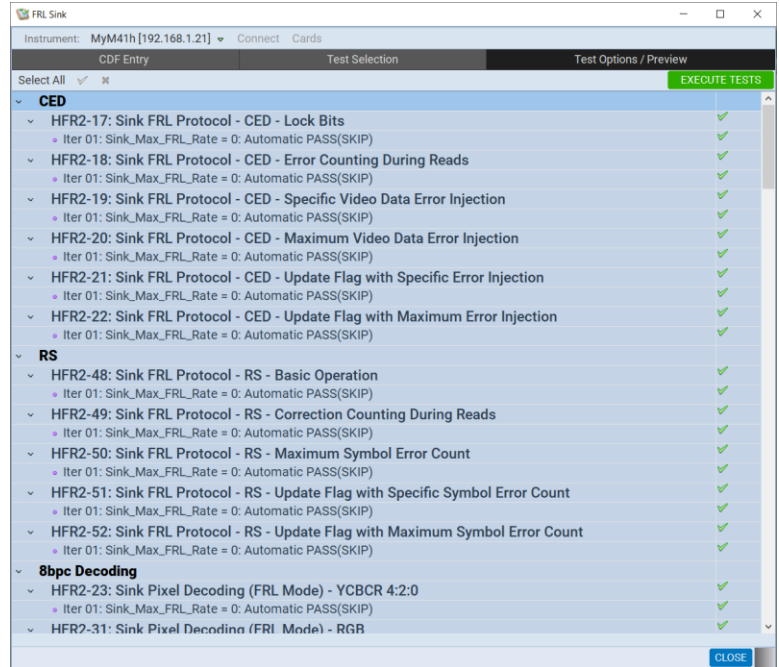 FRL Sink
Instrument: MyM41h [192.168.1.21] Connect Cards
CDF Entry Test Selection Test Options / Preview
Select All EXECUTE TESTS
CED
HFR2-17: Sink FRL Protocol - CED - Lock Bits
Iter 01: Sink_Max_FRL_Rate = 0: Automatic PASS(SKIP)
HFR2-18: Sink FRL Protocol - CED - Error Counting During Reads
Iter 01: Sink_Max_FRL_Rate = 0: Automatic PASS(SKIP)
HFR2-19: Sink FRL Protocol - CED - Specific Video Data Error Injection
Iter 01: Sink_Max_FRL_Rate = 0: Automatic PASS(SKIP)
HFR2-20: Sink FRL Protocol - CED - Maximum Video Data Error Injection
Iter 01: Sink_Max_FRL_Rate = 0: Automatic PASS(SKIP)
HFR2-21: Sink FRL Protocol - CED - Update Flag with Specific Error Injection
Iter 01: Sink_Max_FRL_Rate = 0: Automatic PASS(SKIP)
HFR2-22: Sink FRL Protocol - CED - Update Flag with Maximum Error Injection
Iter 01: Sink_Max_FRL_Rate = 0: Automatic PASS(SKIP)
RS
HFR2-48: Sink FRL Protocol - RS - Basic Operation
Iter 01: Sink_Max_FRL_Rate = 0: Automatic PASS(SKIP)
HFR2-49: Sink FRL Protocol - RS - Correction Counting During Reads
Iter 01: Sink_Max_FRL_Rate = 0: Automatic PASS(SKIP)
HFR2-50: Sink FRL Protocol - RS - Maximum Symbol Error Count
Iter 01: Sink_Max_FRL_Rate = 0: Automatic PASS(SKIP)
HFR2-51: Sink FRL Protocol - RS - Update Flag with Specific Symbol Error Count
Iter 01: Sink_Max_FRL_Rate = 0: Automatic PASS(SKIP)
HFR2-52: Sink FRL Protocol - RS - Update Flag with Maximum Symbol Error Count
Iter 01: Sink_Max_FRL_Rate = 0: Automatic PASS(SKIP)
8bpc Decoding
HFR2-23: Sink Pixel Decoding (FRL Mode) - YCBCR 4:2:0
Iter 01: Sink_Max_FRL_Rate = 0: Automatic PASS(SKIP)
HFR2-31: Sink Pixel Decoding (FRL Mode) - RGB
CLOSE